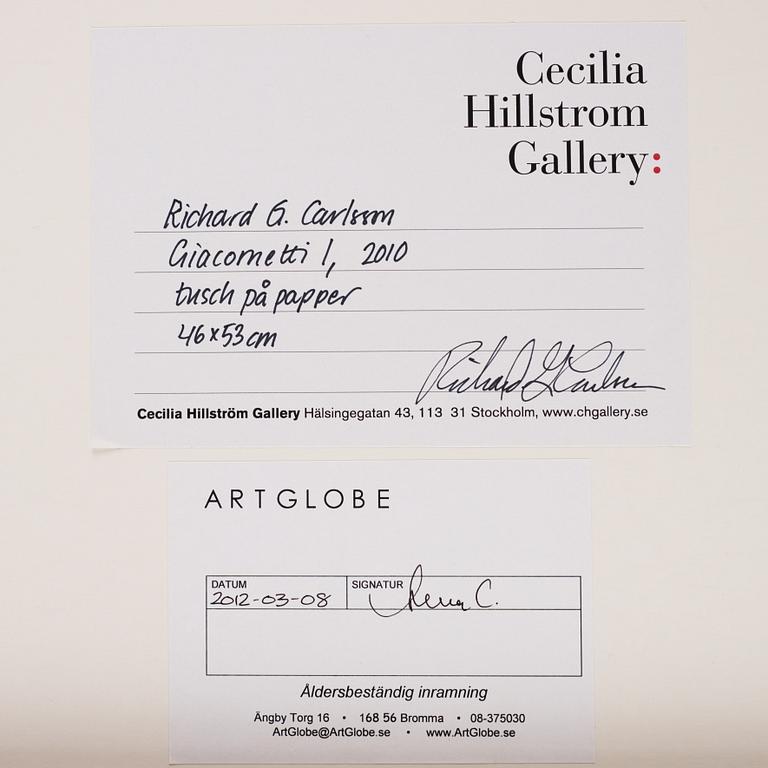 Cecilia
Hillstrom
Gallery:
Richard G. Carlsson
Giacometti I, 2010
tusch på papper
46x53cm
Richard G Carlsson
Cecilia Hillström Gallery Hälsingegatan 43, 113 31 Stockholm, www.chgallery.se
ARTGLOBE
DATUM SIGNATUR
2012-03-08 C.
Åldersbeständig inramning
Ängby Torg 16 • 168 56 Bromma • 08-375030
ArtGlobe@ArtGlobe.se • www.ArtGlobe.se